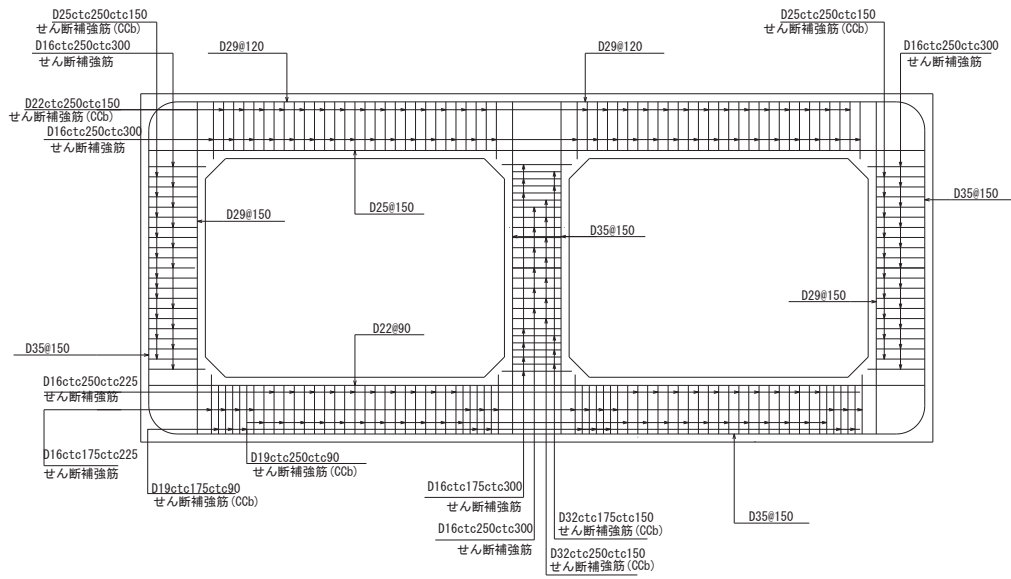 D25ctc250ctc150
せん断補強筋(CCb)
D16ctc250ctc300
せん断補強筋
D29@120
D29@120
D25ctc250ctc150
せん断補強筋(CCb)
D16ctc250ctc300
せん断補強筋
D22ctc250ctc150
せん断補強筋(CCb)
D16ctc250ctc300
せん断補強筋
D29@150
D25@150
D35@150
D35@150
D29@150
D22@90
D35@150
D16ctc250ctc225
せん断補強筋
D16ctc175ctc225
せん断補強筋
D19ctc250ctc90
せん断補強筋(CCb)
D19ctc175ctc90
せん断補強筋(CCb)
D16ctc175ctc300
せん断補強筋
D16ctc250ctc300
せん断補強筋
D32ctc175ctc150
せん断補強筋(CCb)
D32ctc250ctc150
せん断補強筋(CCb)
D35@150